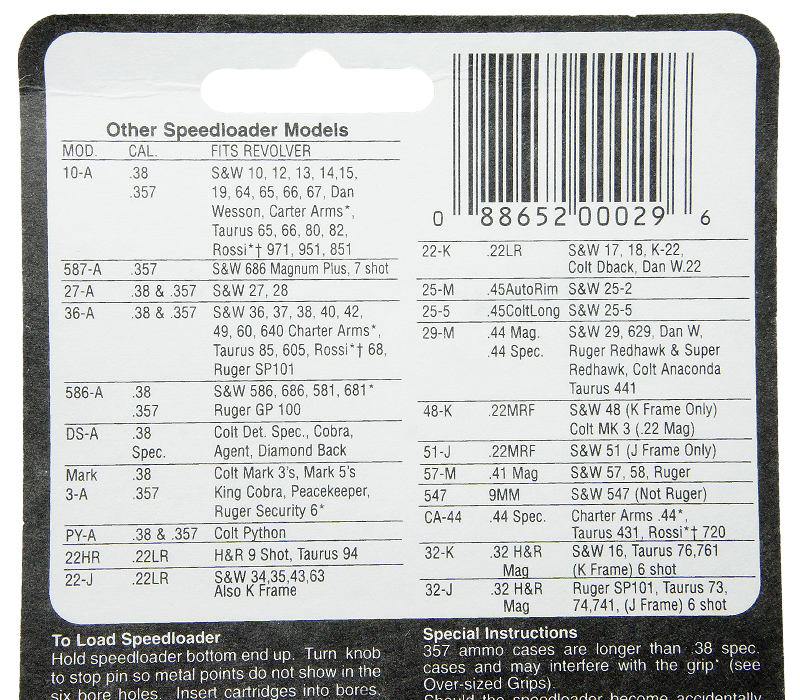 Other Speedloader Models
MOD. CAL. FITS REVOLVER
10-A .38 S&W 10, 12, 13, 14,15,
.357 19, 64, 65, 66, 67, Dan
Wesson, Carter Arms*,
Taurus 65, 66, 80, 82,
Rossi*† 971, 951, 851
587-A .357 S&W 686 Magnum Plus, 7 shot
27-A .38 & .357 S&W 27, 28
36-A .38 & .357 S&W 36, 37, 38, 40, 42,
49, 60, 640 Charter Arms*,
Taurus 85, 605, Rossi*† 68,
Ruger SP101
586-A .38 S&W 586, 686, 581, 681*
.357 Ruger GP 100
DS-A .38 Colt Det. Spec., Cobra,
Spec. Agent, Diamond Back
Mark .38 Colt Mark 3's, Mark 5's
3-A .357 King Cobra, Peacekeeper,
Ruger Security 6*
PY-A .38 & .357 Colt Python
22HR .22LR H&R 9 Shot, Taurus 94
22-J .22LR S&W 34,35,43,63
Also K Frame
0 88652 00029 6
22-K .22LR S&W 17, 18, K-22,
Colt Dback, Dan W.22
25-M .45AutoRim S&W 25-2
25-5 .45ColtLong S&W 25-5
29-M .44 Mag. S&W 29, 629, Dan W,
.44 Spec. Ruger Redhawk & Super
Redhawk, Colt Anaconda
Taurus 441
48-K .22MRF S&W 48 (K Frame Only)
Colt MK 3 (.22 Mag)
51-J .22MRF S&W 51 (J Frame Only)
57-M .41 Mag S&W 57, 58, Ruger
547 9MM S&W 547 (Not Ruger)
CA-44 .44 Spec. Charter Arms .44*,
Taurus 431, Rossi*† 720
32-K .32 H&R S&W 16, Taurus 76,761
Mag (K Frame) 6 shot
32-J .32 H&R Ruger SP101, Taurus 73,
Mag 74,741, (J Frame) 6 shot
To Load Speedloader
Hold speedloader bottom end up. Turn knob
to stop pin so metal points do not show in the
six bore holes. Insert cartridges into bores,
Special Instructions
357 ammo cases are longer than .38 spec.
cases and may interfere with the grip* (see
Over-sized Grips).
Should the speedloader become accidentally